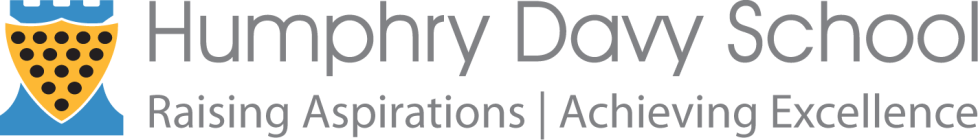 Humphry Davy School
Raising Aspirations | Achieving Excellence